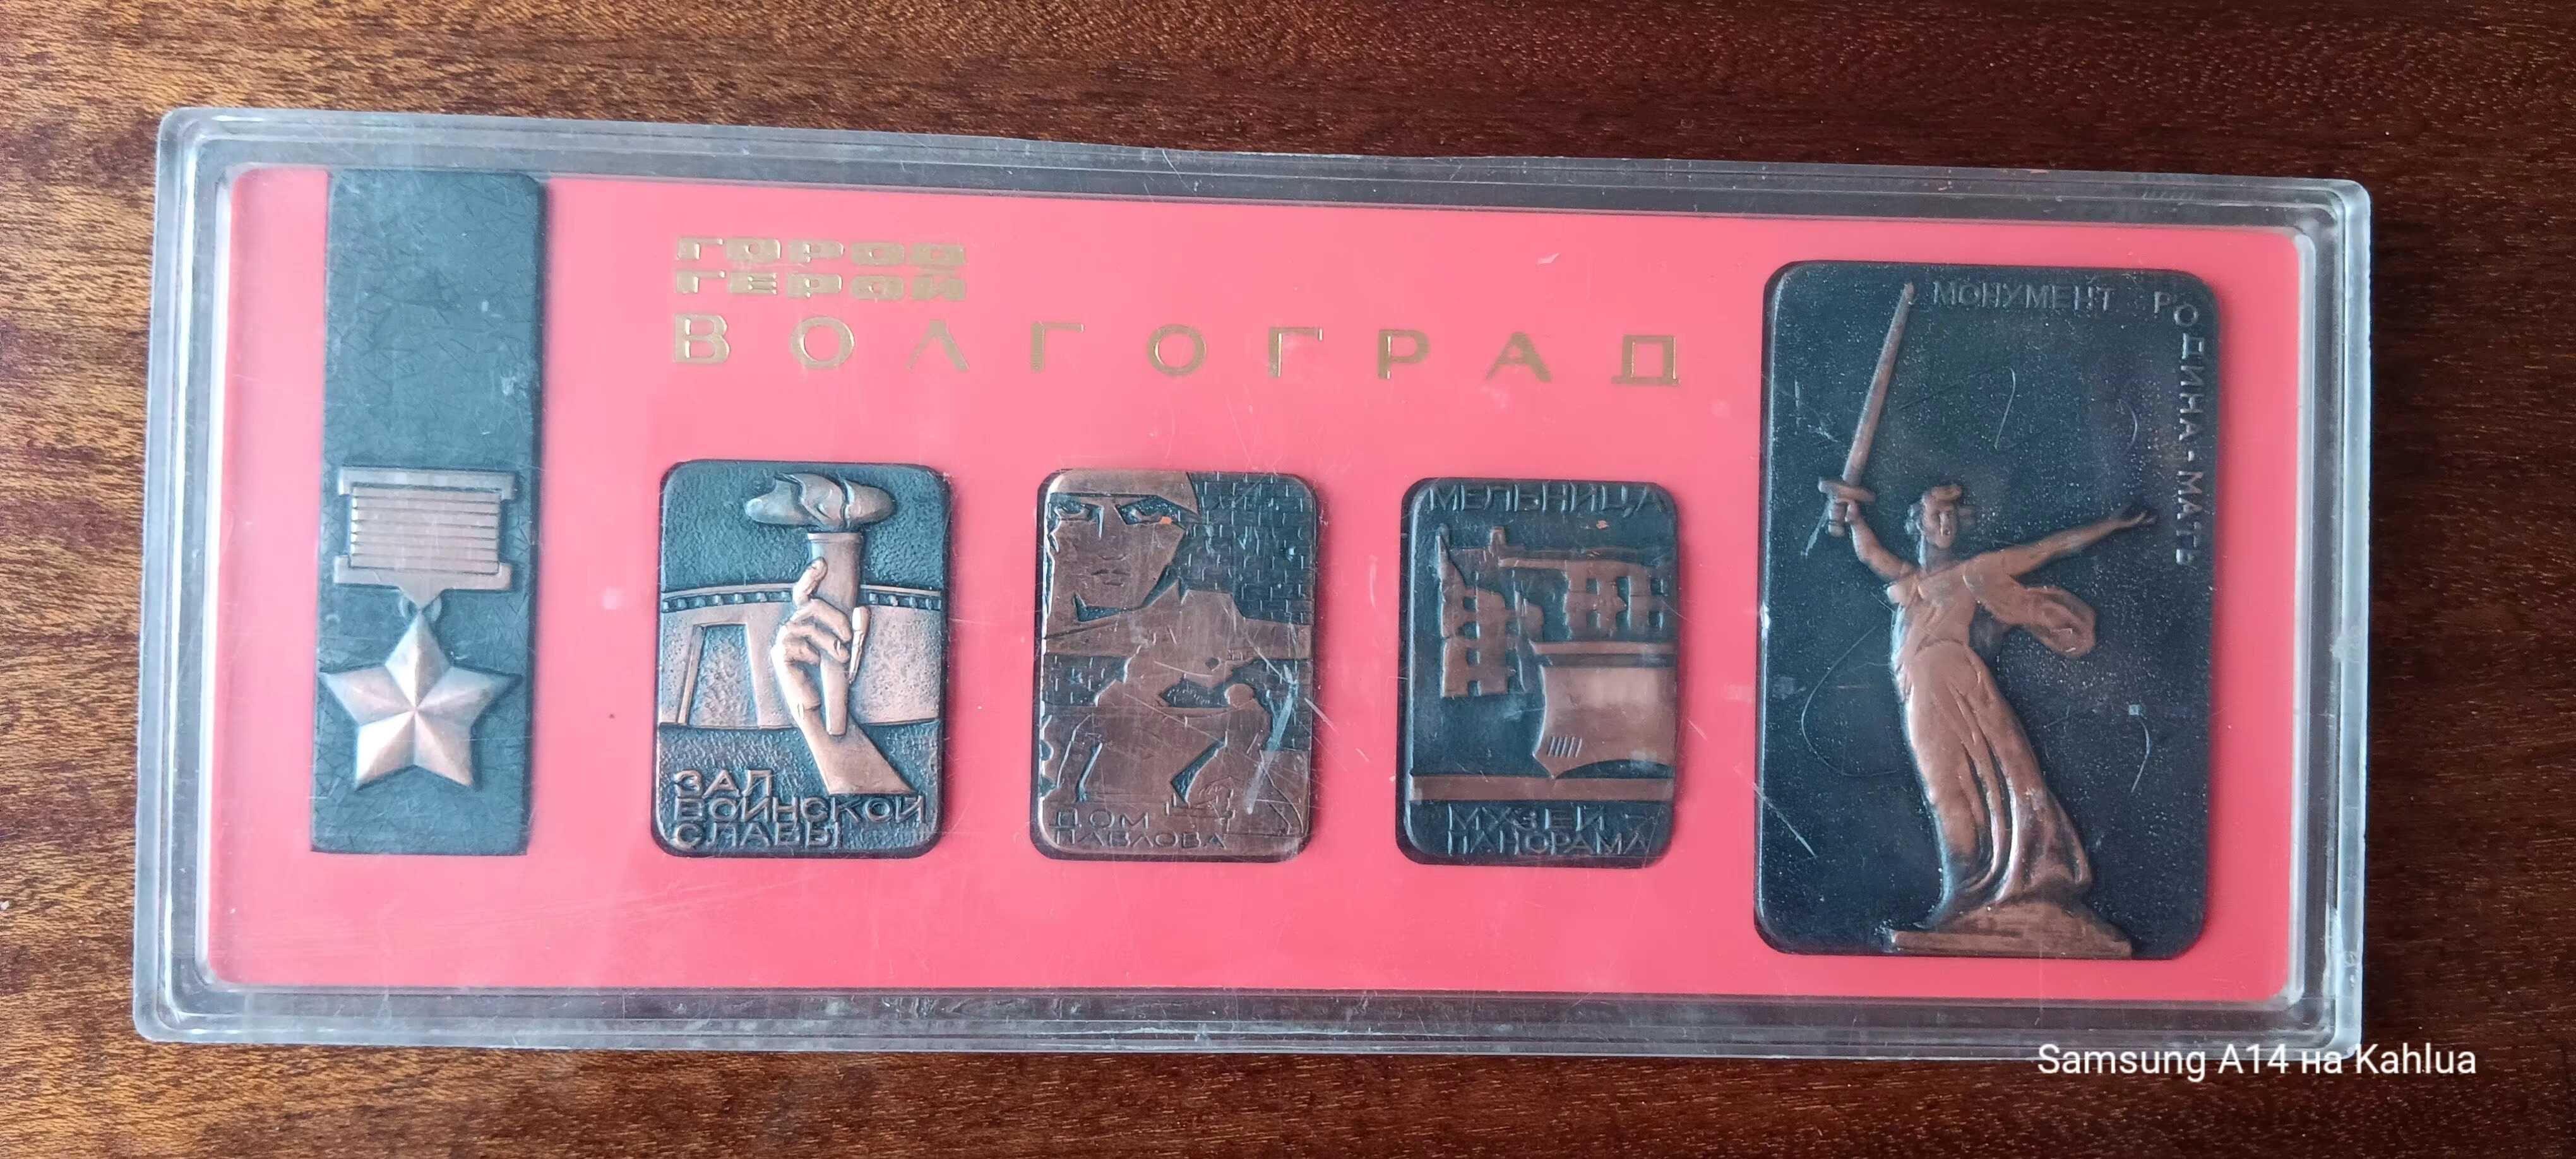 ГОРОД
ГЕРОЙ
ВОЛГОГРАД
ЗАЛ
ВОИНСКОЙ
СЛАВЫ
ДОМ
ПАВЛОВА
МЕЛЬНИЦА
МУЗЕЙ -
ПАНОРАМА
МОНУМЕНТ РОДИНА-МАТЬ
Samsung A14 на Kahlua